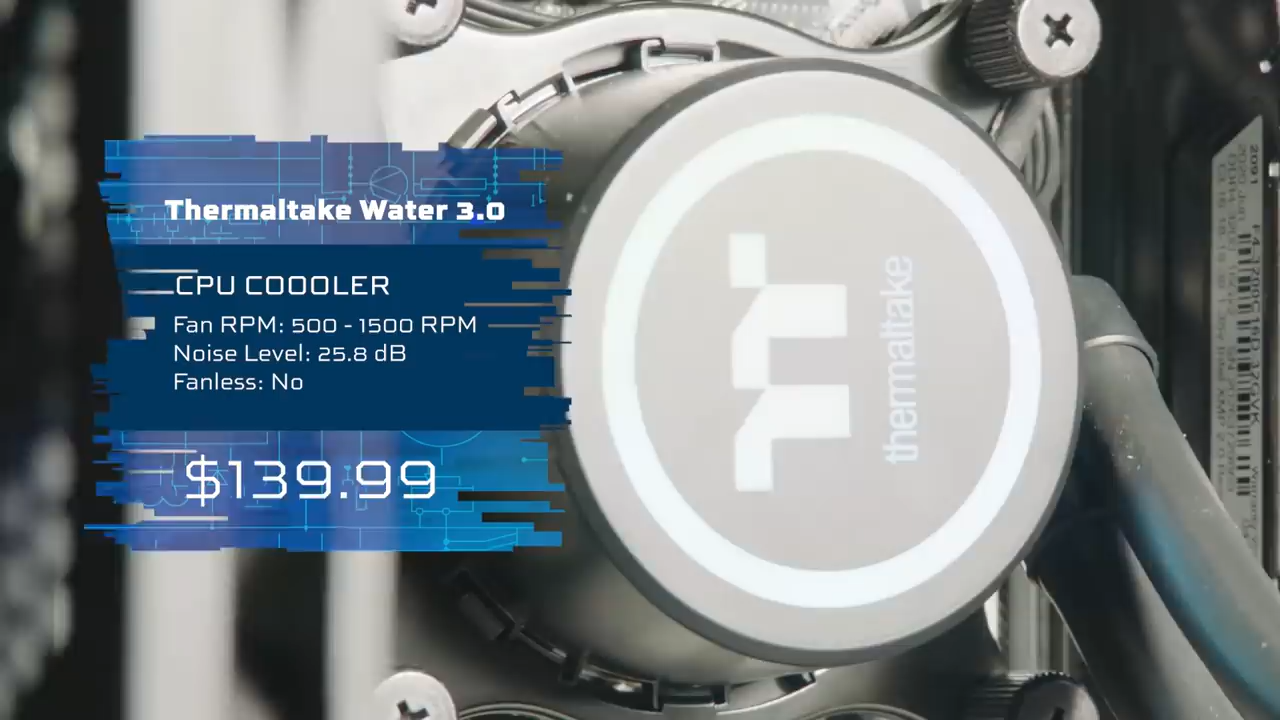 Thermaltake Water 3.0
CPU COOOLER
Fan RPM: 500 - 1500 RPM
Noise Level: 25.8 dB
Fanless: No
$139.99
thermaltake
2091